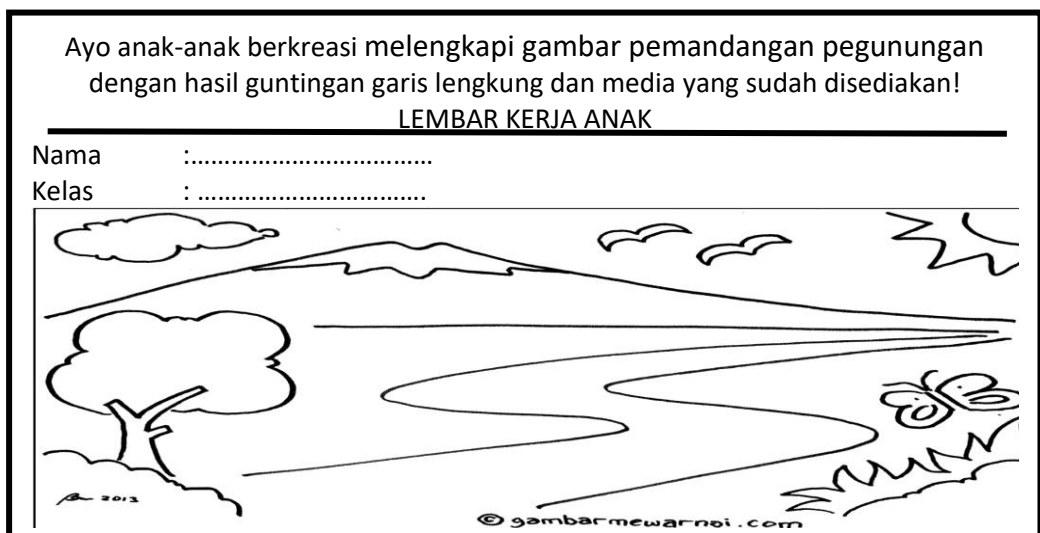 Ayo anak-anak berkreasi melengkapi gambar pemandangan pegunungan
dengan hasil guntingan garis lengkung dan media yang sudah disediakan!
LEMBAR KERJA ANAK
Nama :....................................
Kelas : ..................................
2013
© gambarmewarnai.com